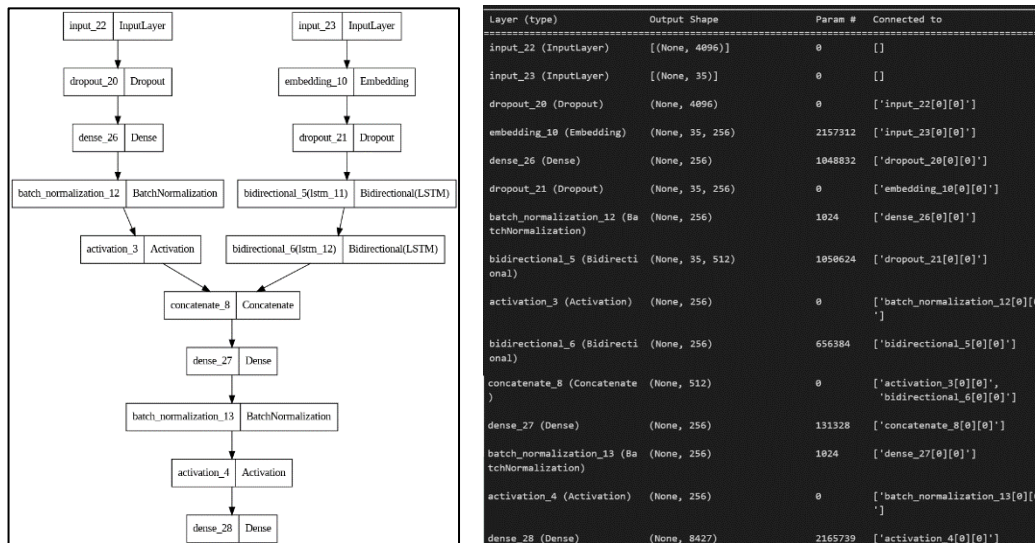 input_22 InputLayer
input_23 InputLayer
dropout_20 Dropout
embedding_10 Embedding
dense_26 Dense
dropout_21 Dropout
batch_normalization_12 BatchNormalization
bidirectional_5(lstm_11) Bidirectional(LSTM)
activation_3 Activation
bidirectional_6(lstm_12) Bidirectional(LSTM)
concatenate_8 Concatenate
dense_27 Dense
batch_normalization_13 BatchNormalization
activation_4 Activation
dense_28 Dense
Layer (type) Output Shape Param # Connected to
================================================================
input_22 (InputLayer) [(None, 4096)] 0 []
input_23 (InputLayer) [(None, 35)] 0 []
dropout_20 (Dropout) (None, 4096) 0 ['input_22[0][0]']
embedding_10 (Embedding) (None, 35, 256) 2157312 ['input_23[0][0]']
dense_26 (Dense) (None, 256) 1048832 ['dropout_20[0][0]']
dropout_21 (Dropout) (None, 35, 256) 0 ['embedding_10[0][0]']
batch_normalization_12 (Ba (None, 256) 1024 ['dense_26[0][0]']
tchNormalization)
bidirectional_5 (Bidirecti (None, 35, 512) 1050624 ['dropout_21[0][0]']
onal)
activation_3 (Activation) (None, 256) 0 ['batch_normalization_12[0][0
']
bidirectional_6 (Bidirecti (None, 256) 656384 ['bidirectional_5[0][0]']
onal)
concatenate_8 (Concatenate (None, 512) 0 ['activation_3[0][0]',
) 'bidirectional_6[0][0]']
dense_27 (Dense) (None, 256) 131328 ['concatenate_8[0][0]']
batch_normalization_13 (Ba (None, 256) 1024 ['dense_27[0][0]']
tchNormalization)
activation_4 (Activation) (None, 256) 0 ['batch_normalization_13[0][0
']
dense_28 (Dense) (None, 8427) 2165739 ['activation_4[0][0]']